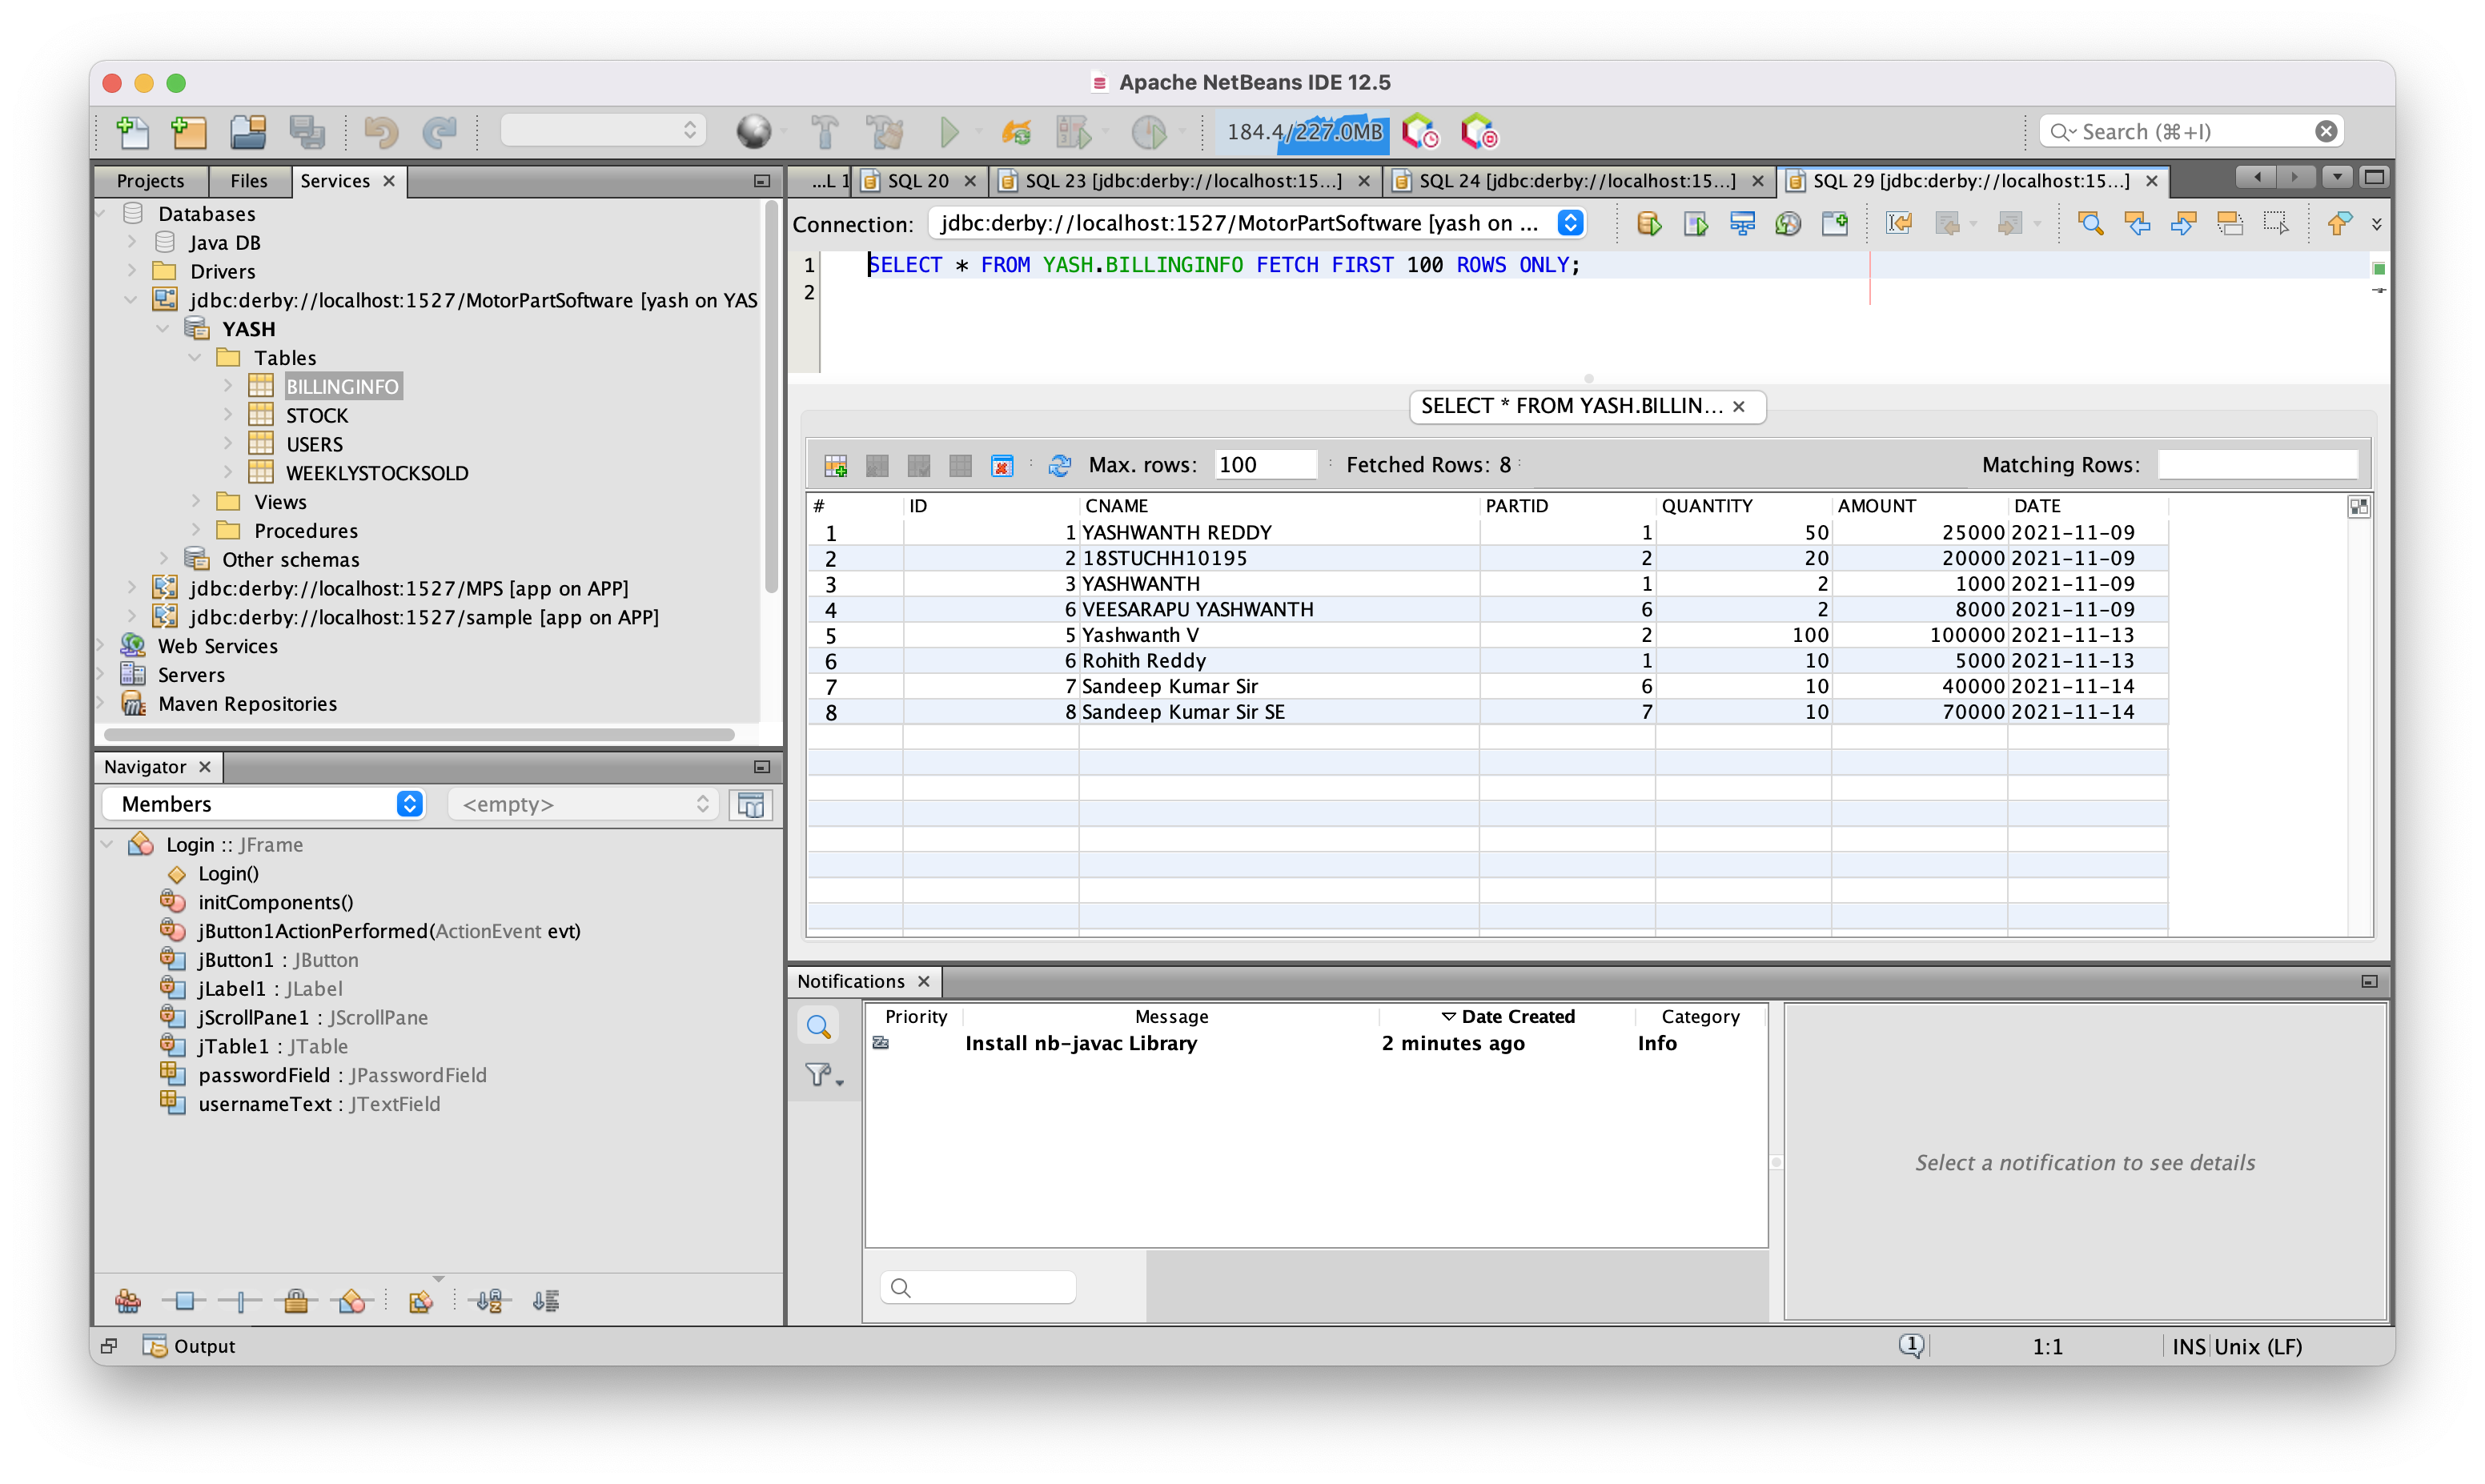 Apache NetBeans IDE 12.5
184.4/227.0MB
Search (⌘+I)
Projects Files Services
Databases
Java DB
Drivers
jdbc:derby://localhost:1527/MotorPartSoftware [yash on YAS
YASH
Tables
BILLINGINFO
STOCK
USERS
WEEKLYSTOCKSOLD
Views
Procedures
Other schemas
jdbc:derby://localhost:1527/MPS [app on APP]
jdbc:derby://localhost:1527/sample [app on APP]
Web Services
Servers
Maven Repositories
Navigator
Members <empty>
Login :: JFrame
Login()
initComponents()
jButton1ActionPerformed(ActionEvent evt)
jButton1 : JButton
jLabel1 : JLabel
jScrollPane1 : JScrollPane
jTable1 : JTable
passwordField : JPasswordField
usernameText : JTextField
...L 1 SQL 20 SQL 23 [jdbc:derby://localhost:15...] SQL 24 [jdbc:derby://localhost:15...] SQL 29 [jdbc:derby://localhost:15...]
Connection: jdbc:derby://localhost:1527/MotorPartSoftware [yash on ...
1 SELECT * FROM YASH.BILLINGINFO FETCH FIRST 100 ROWS ONLY;
2
SELECT * FROM YASH.BILLIN...
Max. rows: 100 Fetched Rows: 8 Matching Rows:
# ID CNAME PARTID QUANTITY AMOUNT DATE
1 1 YASHWANTH REDDY 1 50 25000 2021-11-09
2 2 18STUCHH10195 2 20 20000 2021-11-09
3 3 YASHWANTH 1 2 1000 2021-11-09
4 6 VEESARAPU YASHWANTH 6 2 8000 2021-11-09
5 5 Yashwanth V 2 100 100000 2021-11-13
6 6 Rohith Reddy 1 10 5000 2021-11-13
7 7 Sandeep Kumar Sir 6 10 40000 2021-11-14
8 8 Sandeep Kumar Sir SE 7 10 70000 2021-11-14
Notifications
Priority Message Date Created Category
Install nb-javac Library 2 minutes ago Info
Select a notification to see details
Output 1 1:1 INS Unix (LF)